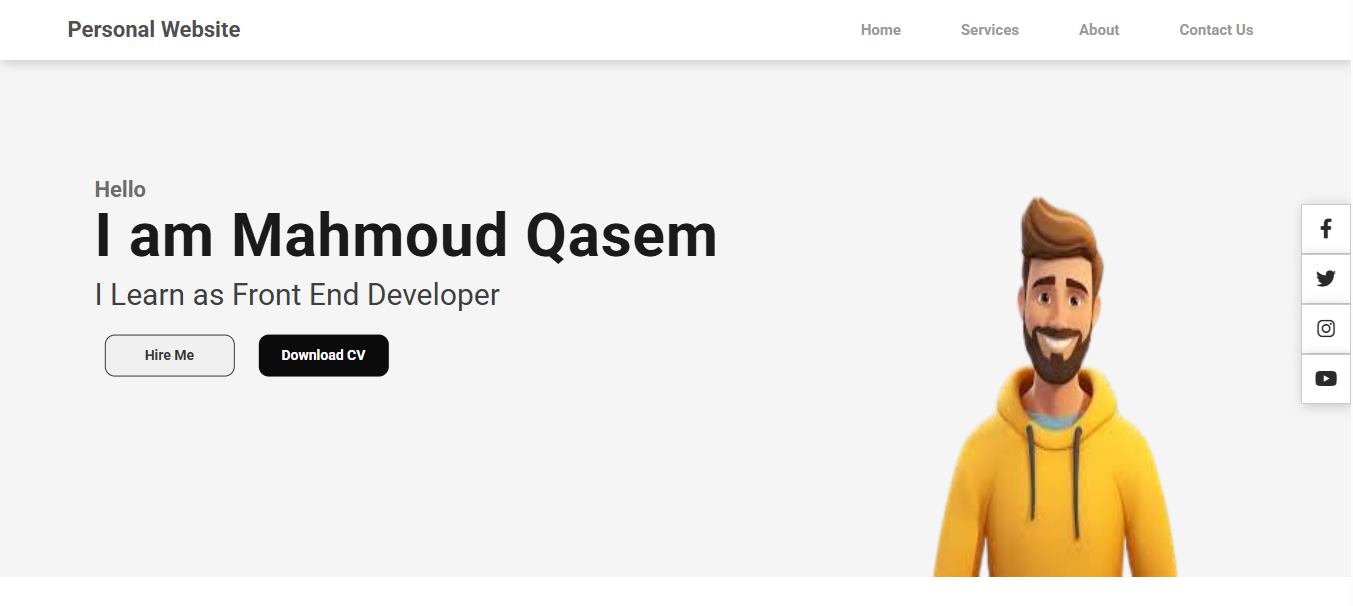 Personal Website
Home Services About Contact Us
Hello
I am Mahmoud Qasem
I Learn as Front End Developer
Hire Me Download CV